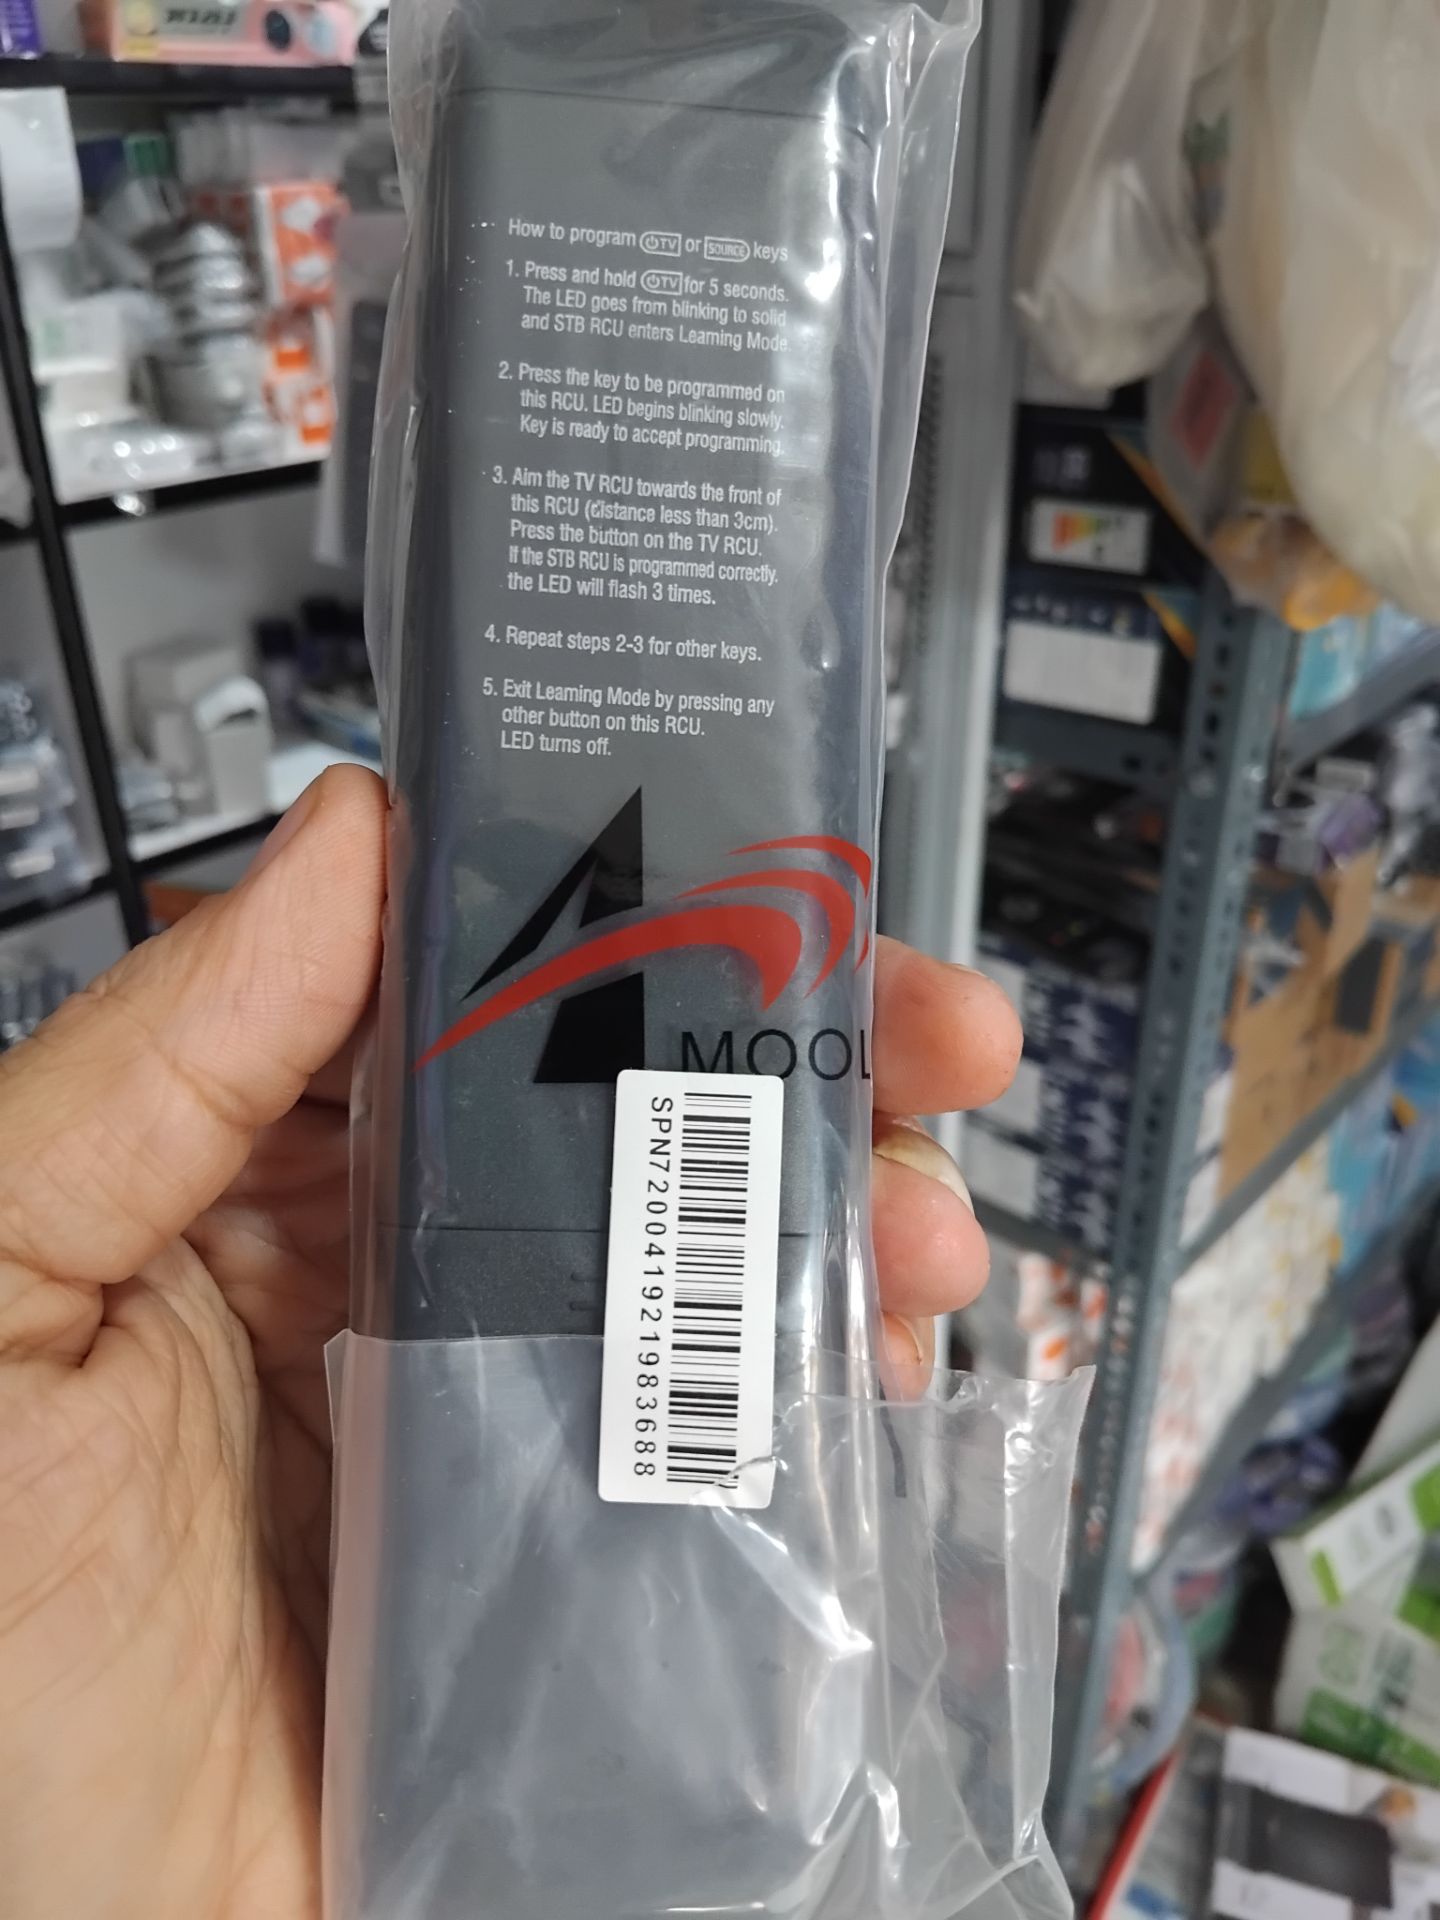 How to program ⏻TV or SOURCE keys
1. Press and hold ⏻TV for 5 seconds.
The LED goes from blinking to solid
and STB RCU enters Learning Mode.
2. Press the key to be programmed on
this RCU. LED begins blinking slowly.
Key is ready to accept programming.
3. Aim the TV RCU towards the front of
this RCU (distance less than 3cm).
Press the button on the TV RCU.
If the STB RCU is programmed correctly.
the LED will flash 3 times.
4. Repeat steps 2-3 for other keys.
5. Exit Learning Mode by pressing any
other button on this RCU.
LED turns off.
A
MOOL
SPN720041921983688